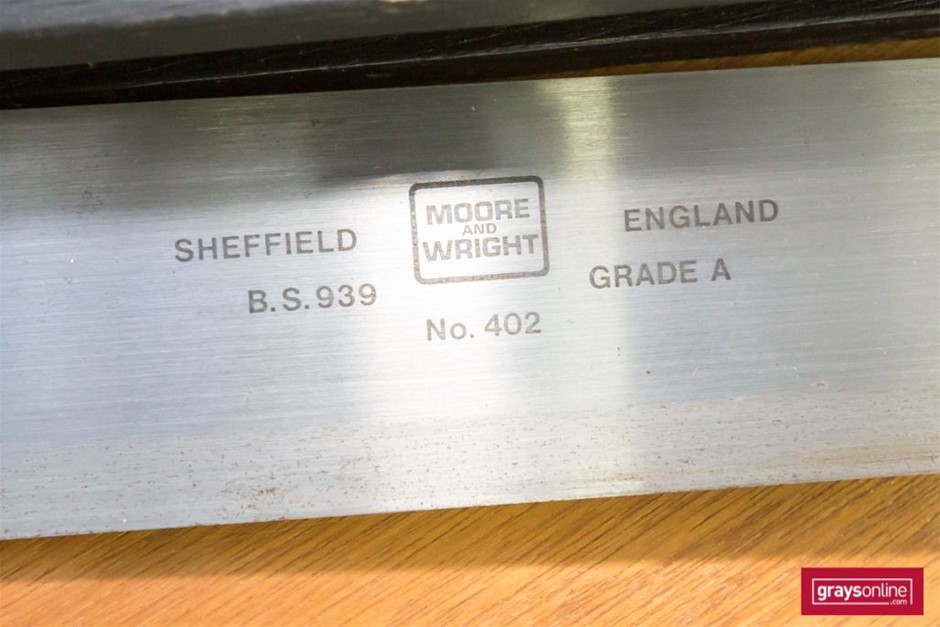 SHEFFIELD
MOORE
AND
WRIGHT
ENGLAND
B.S.939
GRADE A
No. 402
graysonline
.com